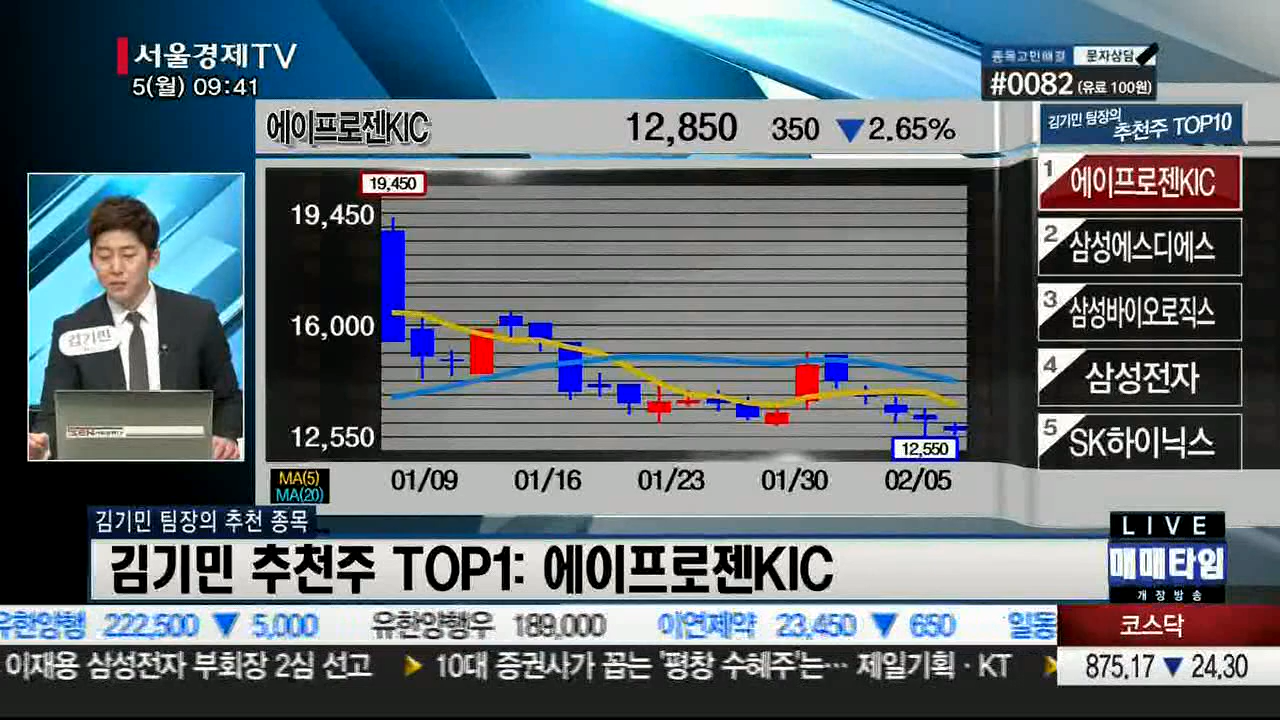 서울경제TV
5(월) 09:41
종목고민해결 문자상담
#0082 (유료 100원)
에이프로젠KIC 12,850 350 ▼2.65%
김기민 팀장의
추천주 TOP10
1 에이프로젠KIC
2 삼성에스디에스
3 삼성바이오로직스
4 삼성전자
5 SK하이닉스
19,450
19,450
16,000
12,550
12,550
01/09 01/16 01/23 01/30 02/05
MA(5)
MA(20)
김기민
SEN
김기민 팀장의 추천 종목
김기민 추천주 TOP1: 에이프로젠KIC
LIVE
매매타임
개장방송
유한양행 222,500 ▼ 5,000 유한양행우 189,000 이연제약 23,450 ▼ 650 일동
코스닥
이재용 삼성전자 부회장 2심 선고 ▶ 10대 증권사가 꼽는 '평창 수혜주'는… 제일기획·KT
875.17 ▼ 24.30